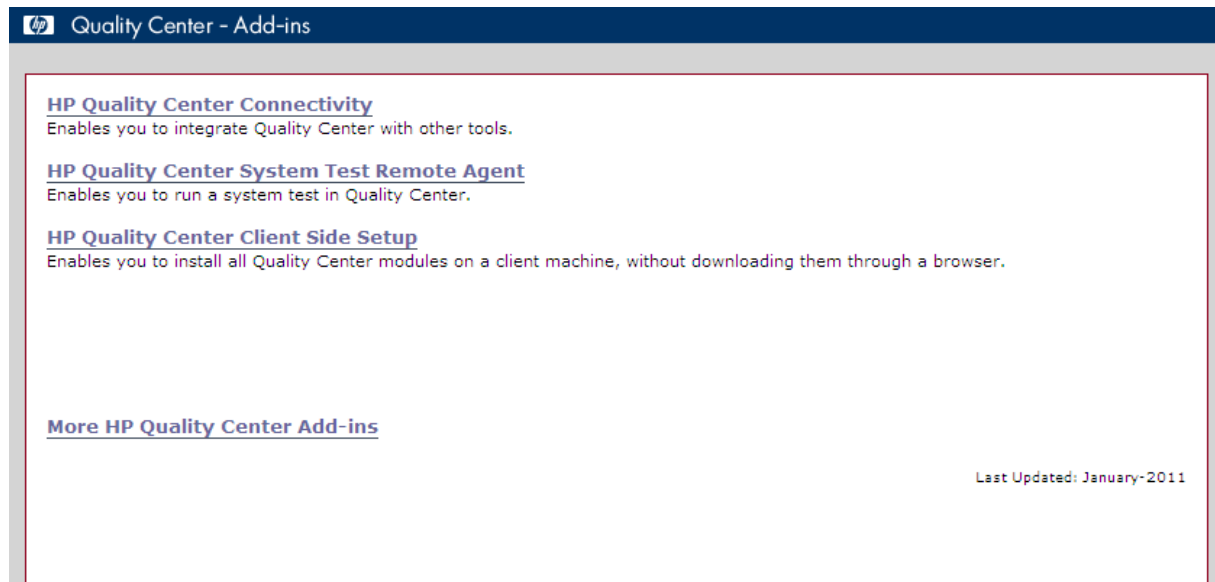 hp Quality Center - Add-ins
HP Quality Center Connectivity
Enables you to integrate Quality Center with other tools.
HP Quality Center System Test Remote Agent
Enables you to run a system test in Quality Center.
HP Quality Center Client Side Setup
Enables you to install all Quality Center modules on a client machine, without downloading them through a browser.
More HP Quality Center Add-ins
Last Updated: January-2011